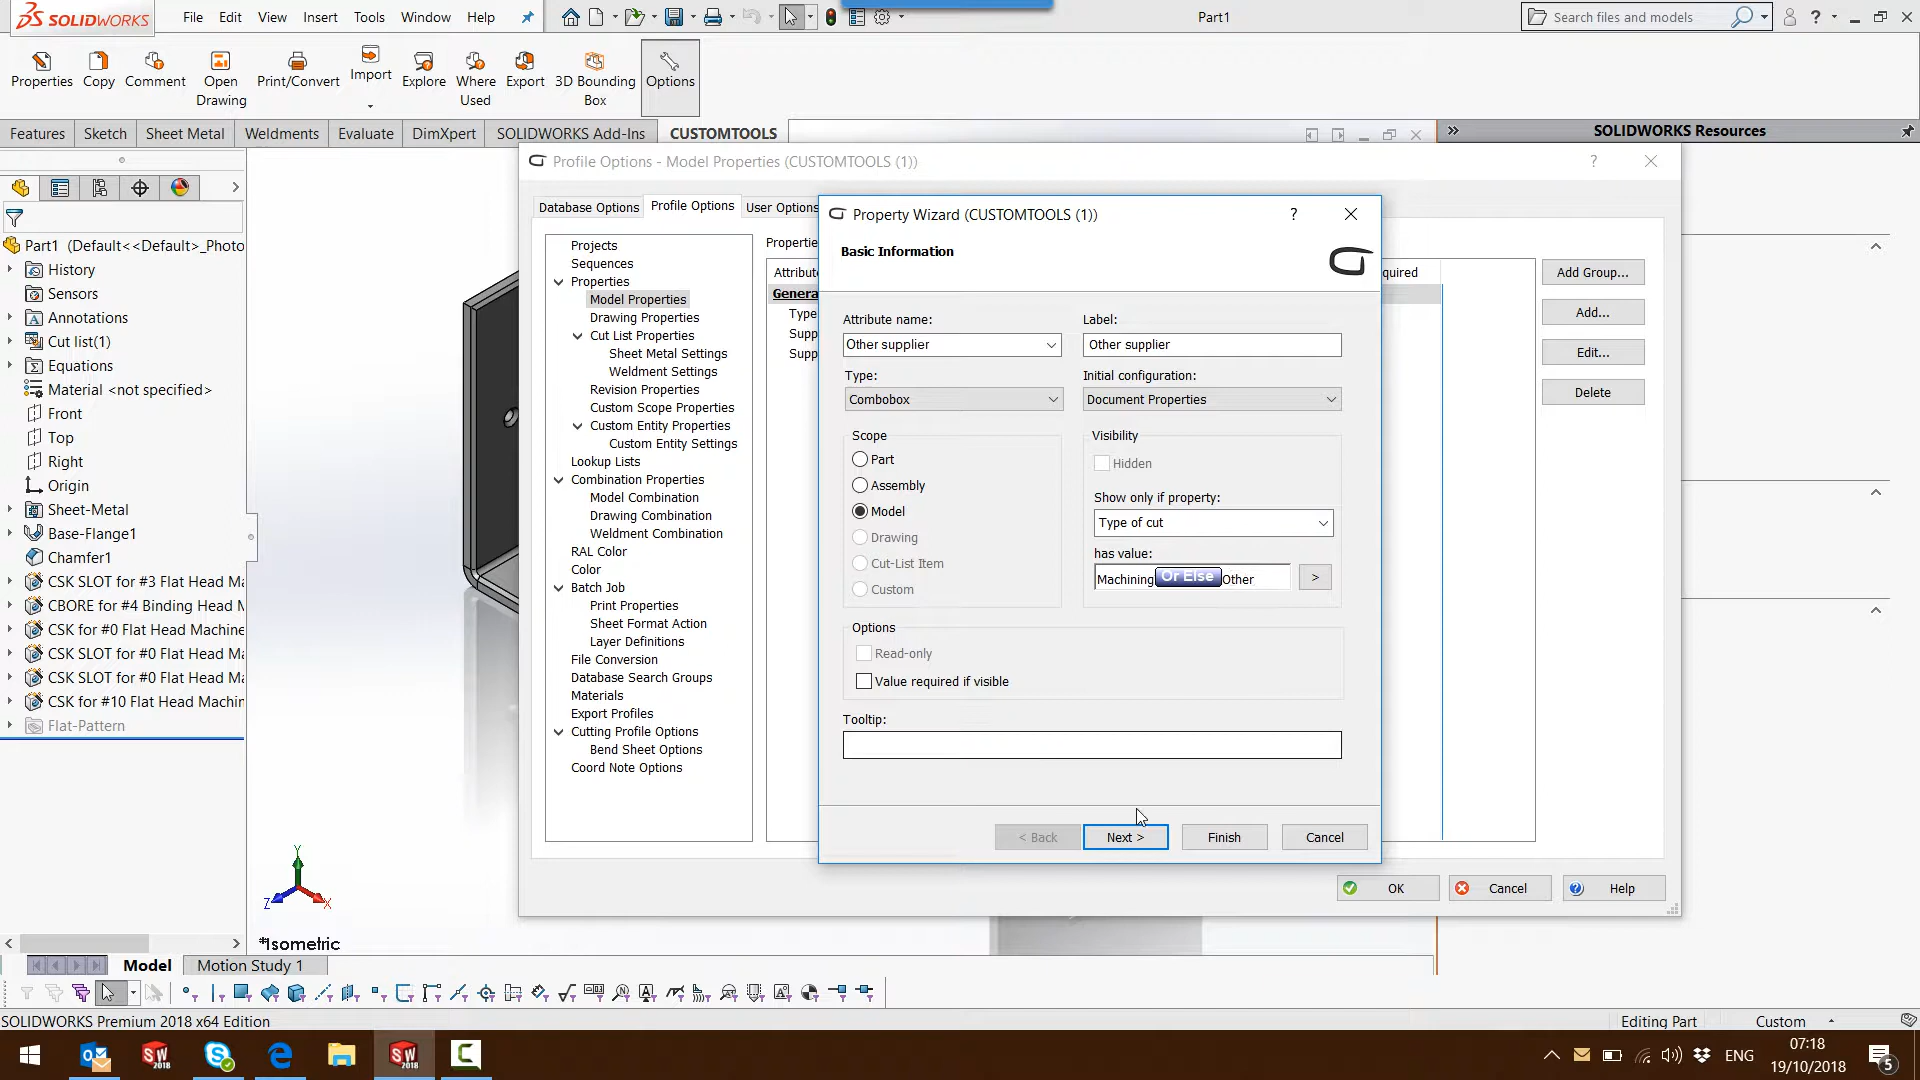 SOLIDWORKS
File Edit View Insert Tools Window Help
Part1
Search files and models
Properties Copy Comment Open Drawing Print/Convert Import Explore Where Used Export 3D Bounding Box Options
Features Sketch Sheet Metal Weldments Evaluate DimXpert SOLIDWORKS Add-Ins CUSTOMTOOLS
SOLIDWORKS Resources
Part1 (Default<<Default>_Photo
History
Sensors
Annotations
Cut list(1)
Equations
Material <not specified>
Front
Top
Right
Origin
Sheet-Metal
Base-Flange1
Chamfer1
CSK SLOT for #3 Flat Head Ma
CBORE for #4 Binding Head M
CSK for #0 Flat Head Machine
CSK SLOT for #0 Flat Head Ma
CSK SLOT for #0 Flat Head Ma
CSK for #10 Flat Head Machin
Flat-Pattern
Profile Options - Model Properties (CUSTOMTOOLS (1))
?
Database Options Profile Options User Options
Projects
Sequences
Properties
Model Properties
Drawing Properties
Cut List Properties
Sheet Metal Settings
Weldment Settings
Revision Properties
Custom Scope Properties
Custom Entity Properties
Custom Entity Settings
Lookup Lists
Combination Properties
Model Combination
Drawing Combination
Weldment Combination
RAL Color
Color
Batch Job
Print Properties
Sheet Format Action
Layer Definitions
File Conversion
Database Search Groups
Materials
Export Profiles
Cutting Profile Options
Bend Sheet Options
Coord Note Options
Propertie
Attribute
quired
Genera
Type
Supp
Supp
Add Group...
Add...
Edit...
Delete
Property Wizard (CUSTOMTOOLS (1))
?
Basic Information
Attribute name:
Other supplier
Label:
Other supplier
Type:
Combobox
Initial configuration:
Document Properties
Scope
Part
Assembly
Model
Drawing
Cut-List Item
Custom
Visibility
Hidden
Show only if property:
Type of cut
has value:
Machining Or Else Other
>
Options
Read-only
Value required if visible
Tooltip:
< Back Next > Finish Cancel
OK Cancel Help
Z Y X
*Isometric
Model Motion Study 1
SOLIDWORKS Premium 2018 x64 Edition
Editing Part
Custom
ENG
07:18
19/10/2018
5